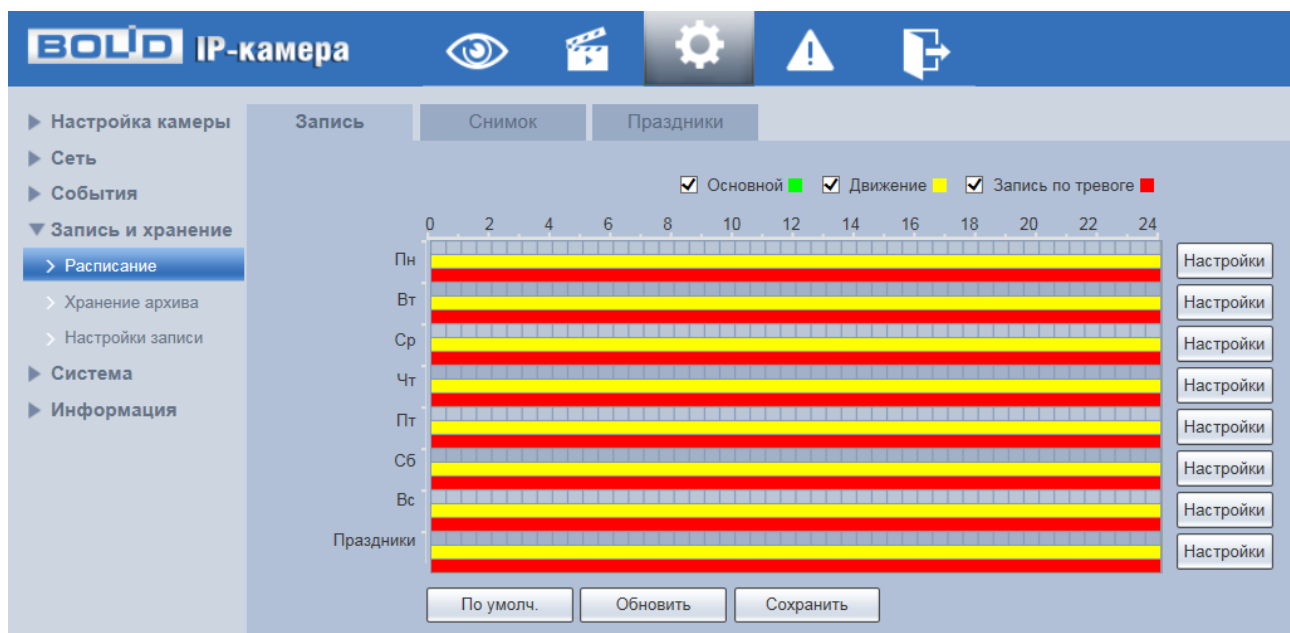 BOLID IP-камера
Настройка камеры
Сеть
События
Запись и хранение
Расписание
Хранение архива
Настройки записи
Система
Информация
Запись Снимок Праздники
Основной Движение Запись по тревоге
0 2 4 6 8 10 12 14 16 18 20 22 24
Пн Настройки
Вт Настройки
Ср Настройки
Чт Настройки
Пт Настройки
Сб Настройки
Вс Настройки
Праздники Настройки
По умолч. Обновить Сохранить